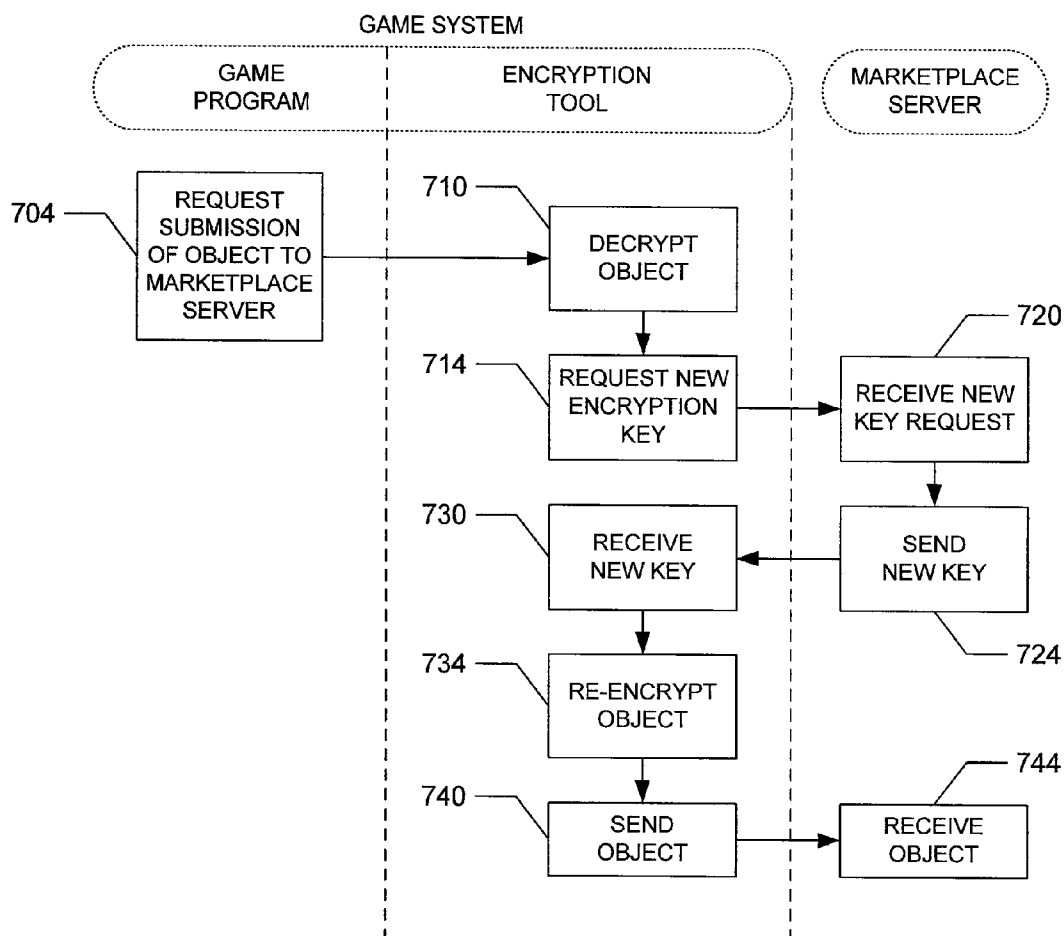 GAME SYSTEM
GAME
PROGRAM
ENCRYPTION
TOOL
MARKETPLACE
SERVER
704
REQUEST
SUBMISSION
OF OBJECT TO
MARKETPLACE
SERVER
710
DECRYPT
OBJECT
714
REQUEST NEW
ENCRYPTION
KEY
720
RECEIVE NEW
KEY REQUEST
730
RECEIVE
NEW KEY
SEND
NEW KEY
724
734
RE-ENCRYPT
OBJECT
740
SEND
OBJECT
744
RECEIVE
OBJECT